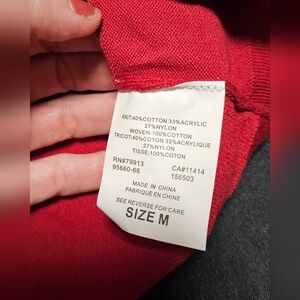 KNIT:40%COTTON 33%ACRYLIC
27%NYLON
WOVEN:100%COTTON
TRICOT:40%COTON 33%ACRYLIQUE
27%NYLON
TISSE:100%COTON
RN#79913 CA#11414
95660-66 156503
MADE IN CHINA
FABRIQUE EN CHINE
SEE REVERSE FOR CARE
SIZE M